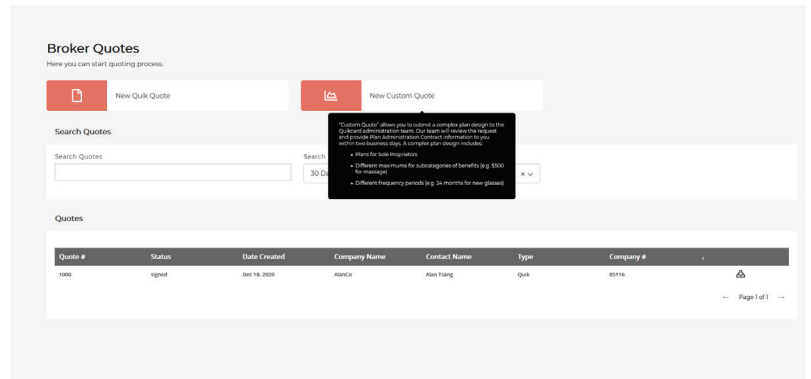 Broker Quotes
Here you can start quoting process.
New Quik Quote
New Custom Quote
"Custom Quote" allows you to submit a complex plan design to the
Quikcard administration team. Our team will review the request
and provide Plan Administration Contract information to you
within two business days. A complex plan design includes:
• Plans for Sole Proprietors
• Different maximums for subcategories of benefits (e.g. $500
for massage)
• Different frequency periods (e.g. 24 months for new glasses)
Search Quotes
Search Quotes
Search
30 Da
Quotes
Quote # Status Date Created Company Name Contact Name Type Company #
1000 signed Dec 18, 2020 AlanCo Alan Tsang Quik 85116
← Page 1 of 1 →